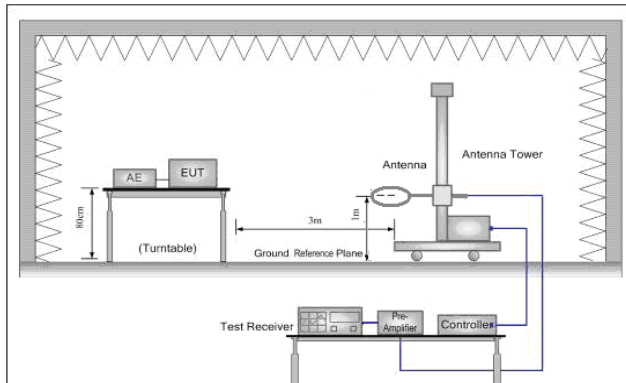 Antenna
Antenna Tower
AE
EUT
80cm
(Turntable)
3m
1m
Ground Reference Plane
Test Receiver
Pre-
Amplifier
Controller